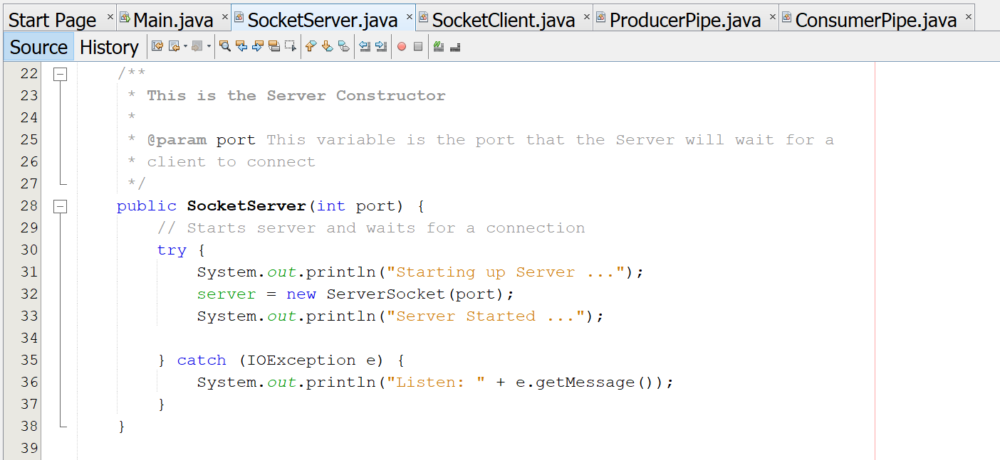 Start Page × Main.java × SocketServer.java × SocketClient.java × ProducerPipe.java × ConsumerPipe.java ×
Source History
22 /**
23 * This is the Server Constructor
24 *
25 * @param port This variable is the port that the Server will wait for a
26 * client to connect
27 */
28 public SocketServer(int port) {
29 // Starts server and waits for a connection
30 try {
31 System.out.println("Starting up Server ...");
32 server = new ServerSocket(port);
33 System.out.println("Server Started ...");
34
35 } catch (IOException e) {
36 System.out.println("Listen: " + e.getMessage());
37 }
38 }
39